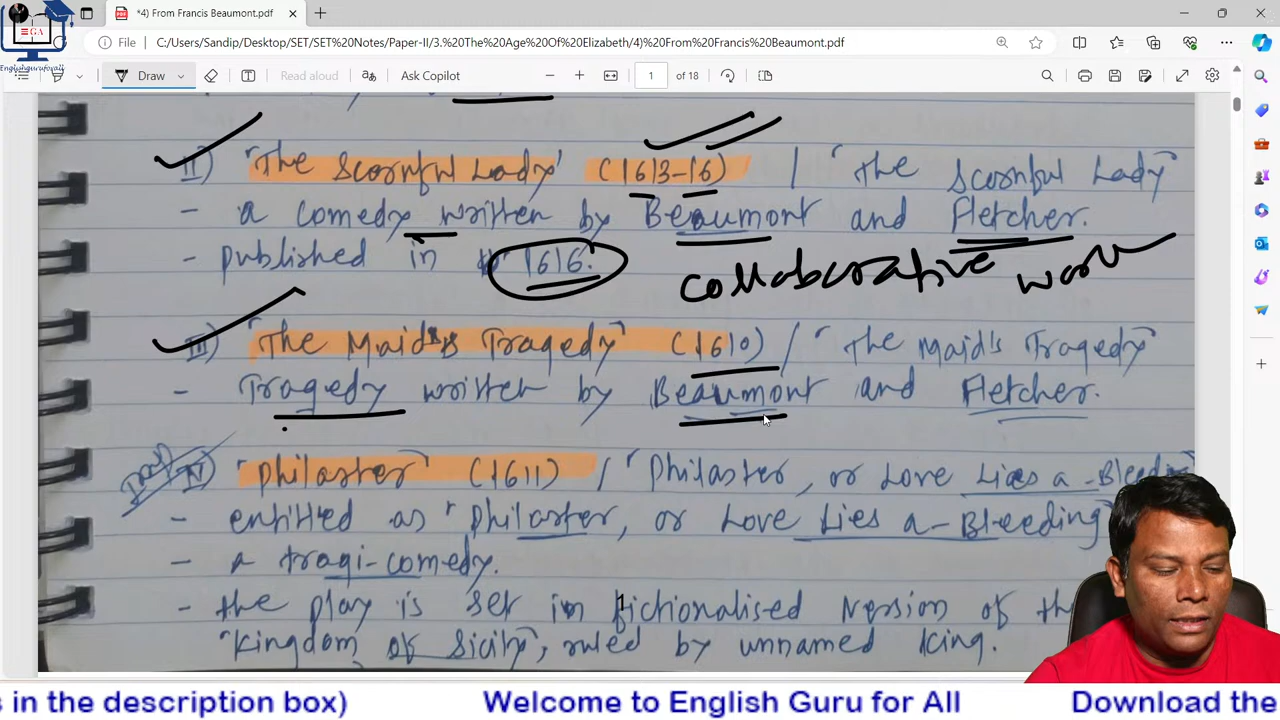 *4) From Francis Beaumont.pdf
EGA
Englishguruforall
File C:/Users/Sandip/Desktop/SET/SET%20Notes/Paper-II/3.%20The%20Age%20Of%20Elizabeth/4)%20From%20Francis%20Beaumont.pdf
Draw Read aloud Ask Copilot 1 of 18
II) "The Scornful Lady" (1613-16) / "The Scornful Lady"
- a comedy written by Beaumont and Fletcher.
- published in 1616.
collaborative work
III) "The Maid's Tragedy" (1610) / "The Maid's Tragedy"
- Tragedy written by Beaumont and Fletcher.
Imp IV) "Philaster" (1611) / "Philaster, or Love Lies a-Bleeding
- entitled as "Philaster, or Love Lies a-Bleeding"
- a tragi-comedy.
- the play is set in fictionalised version of the
"Kingdom of Sicily", ruled by unnamed King.
s in the description box) Welcome to English Guru for All Download the